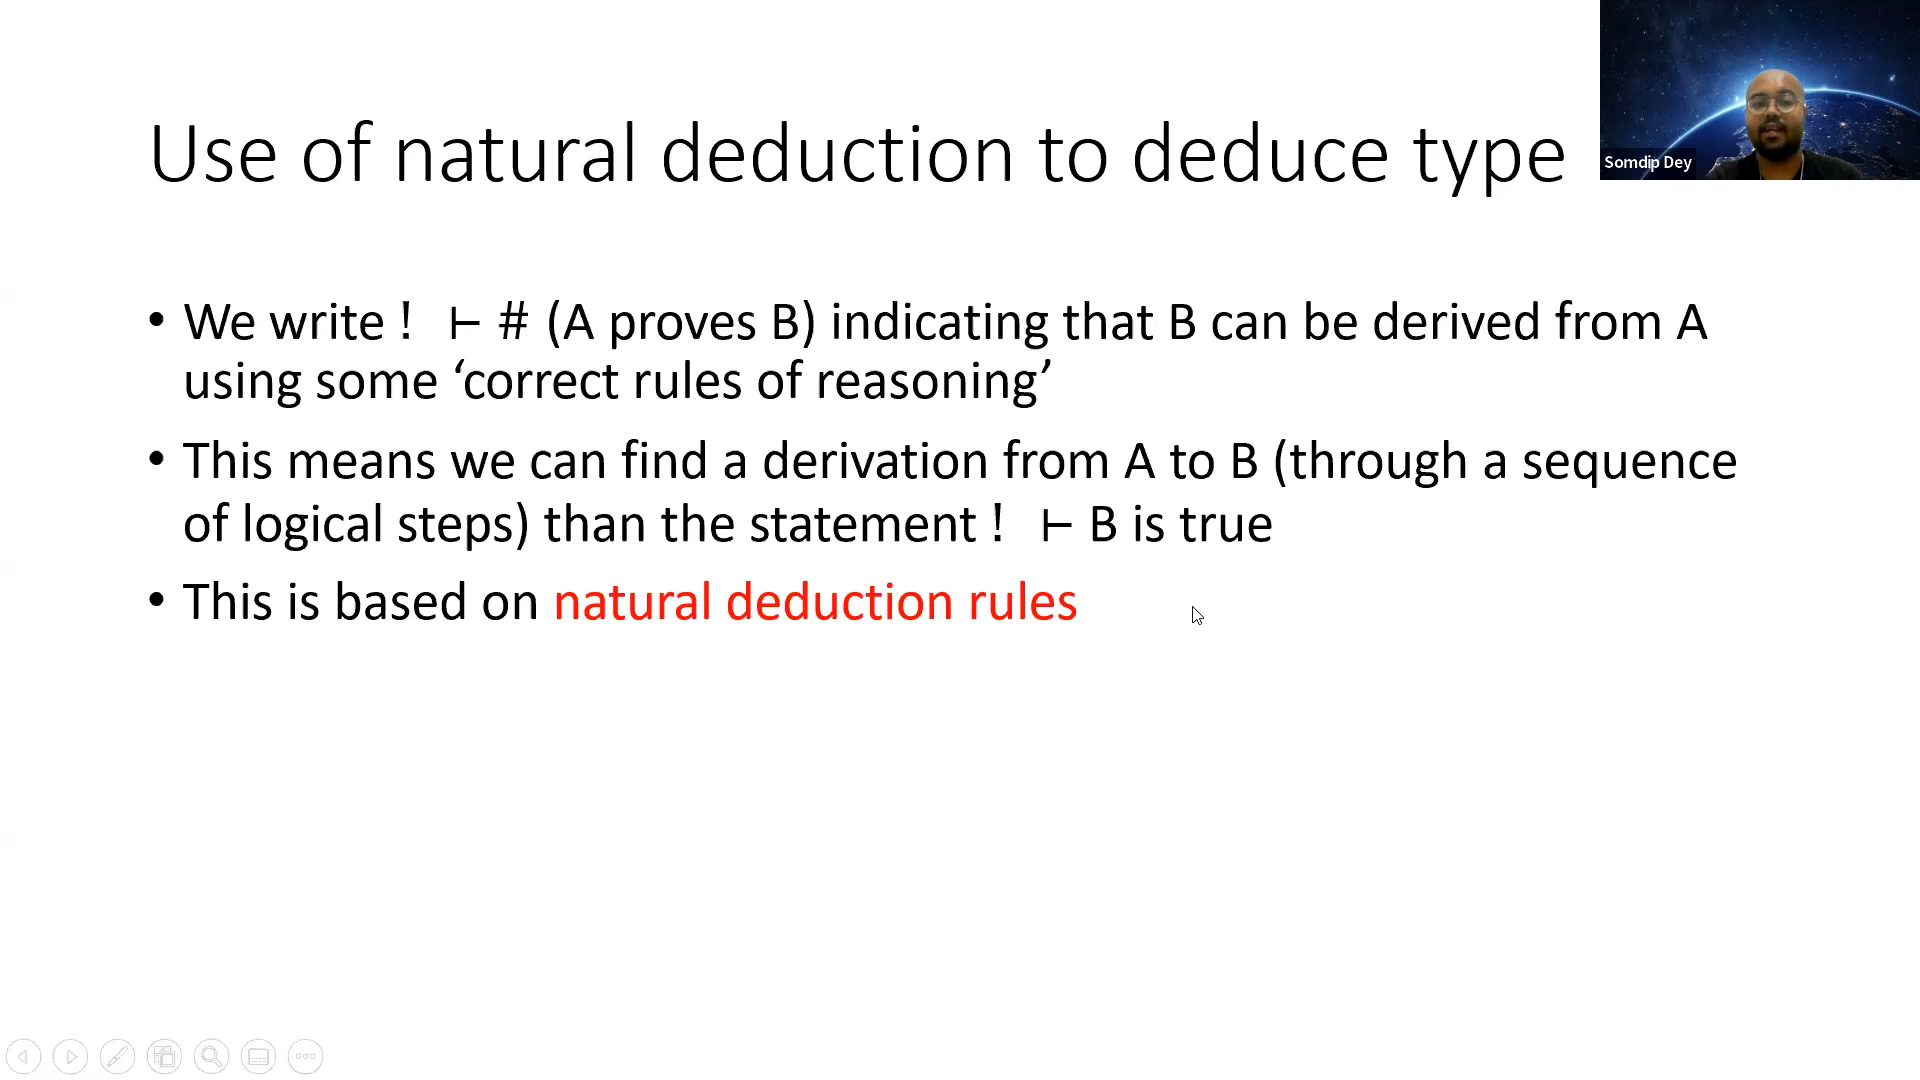 Use of natural deduction to deduce type
Somdip Dey
• We write ! ⊢ # (A proves B) indicating that B can be derived from A
using some ‘correct rules of reasoning’
• This means we can find a derivation from A to B (through a sequence
of logical steps) than the statement ! ⊢ B is true
• This is based on natural deduction rules